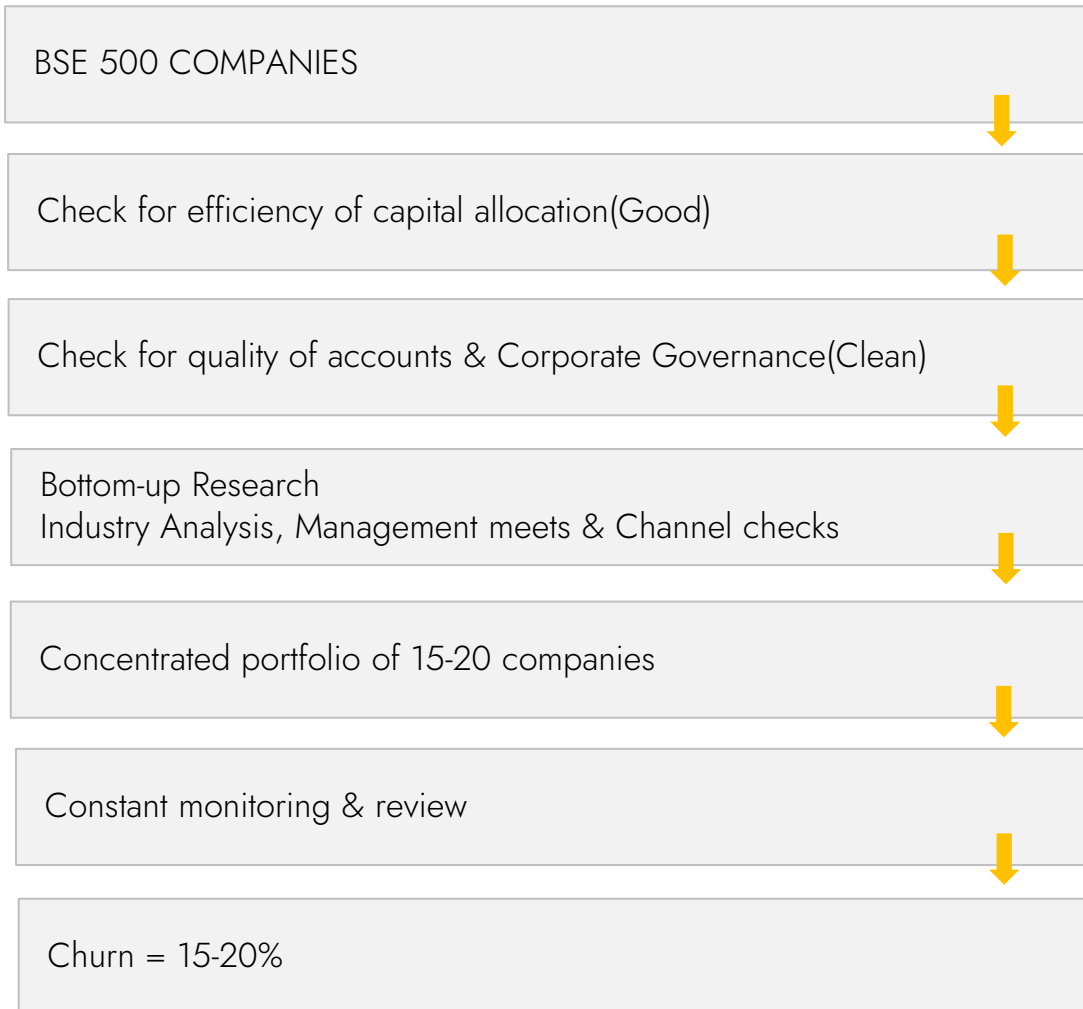 BSE 500 COMPANIES
Check for efficiency of capital allocation(Good)
Check for quality of accounts & Corporate Governance(Clean)
Bottom-up Research
Industry Analysis, Management meets & Channel checks
Concentrated portfolio of 15-20 companies
Constant monitoring & review
Churn = 15-20%